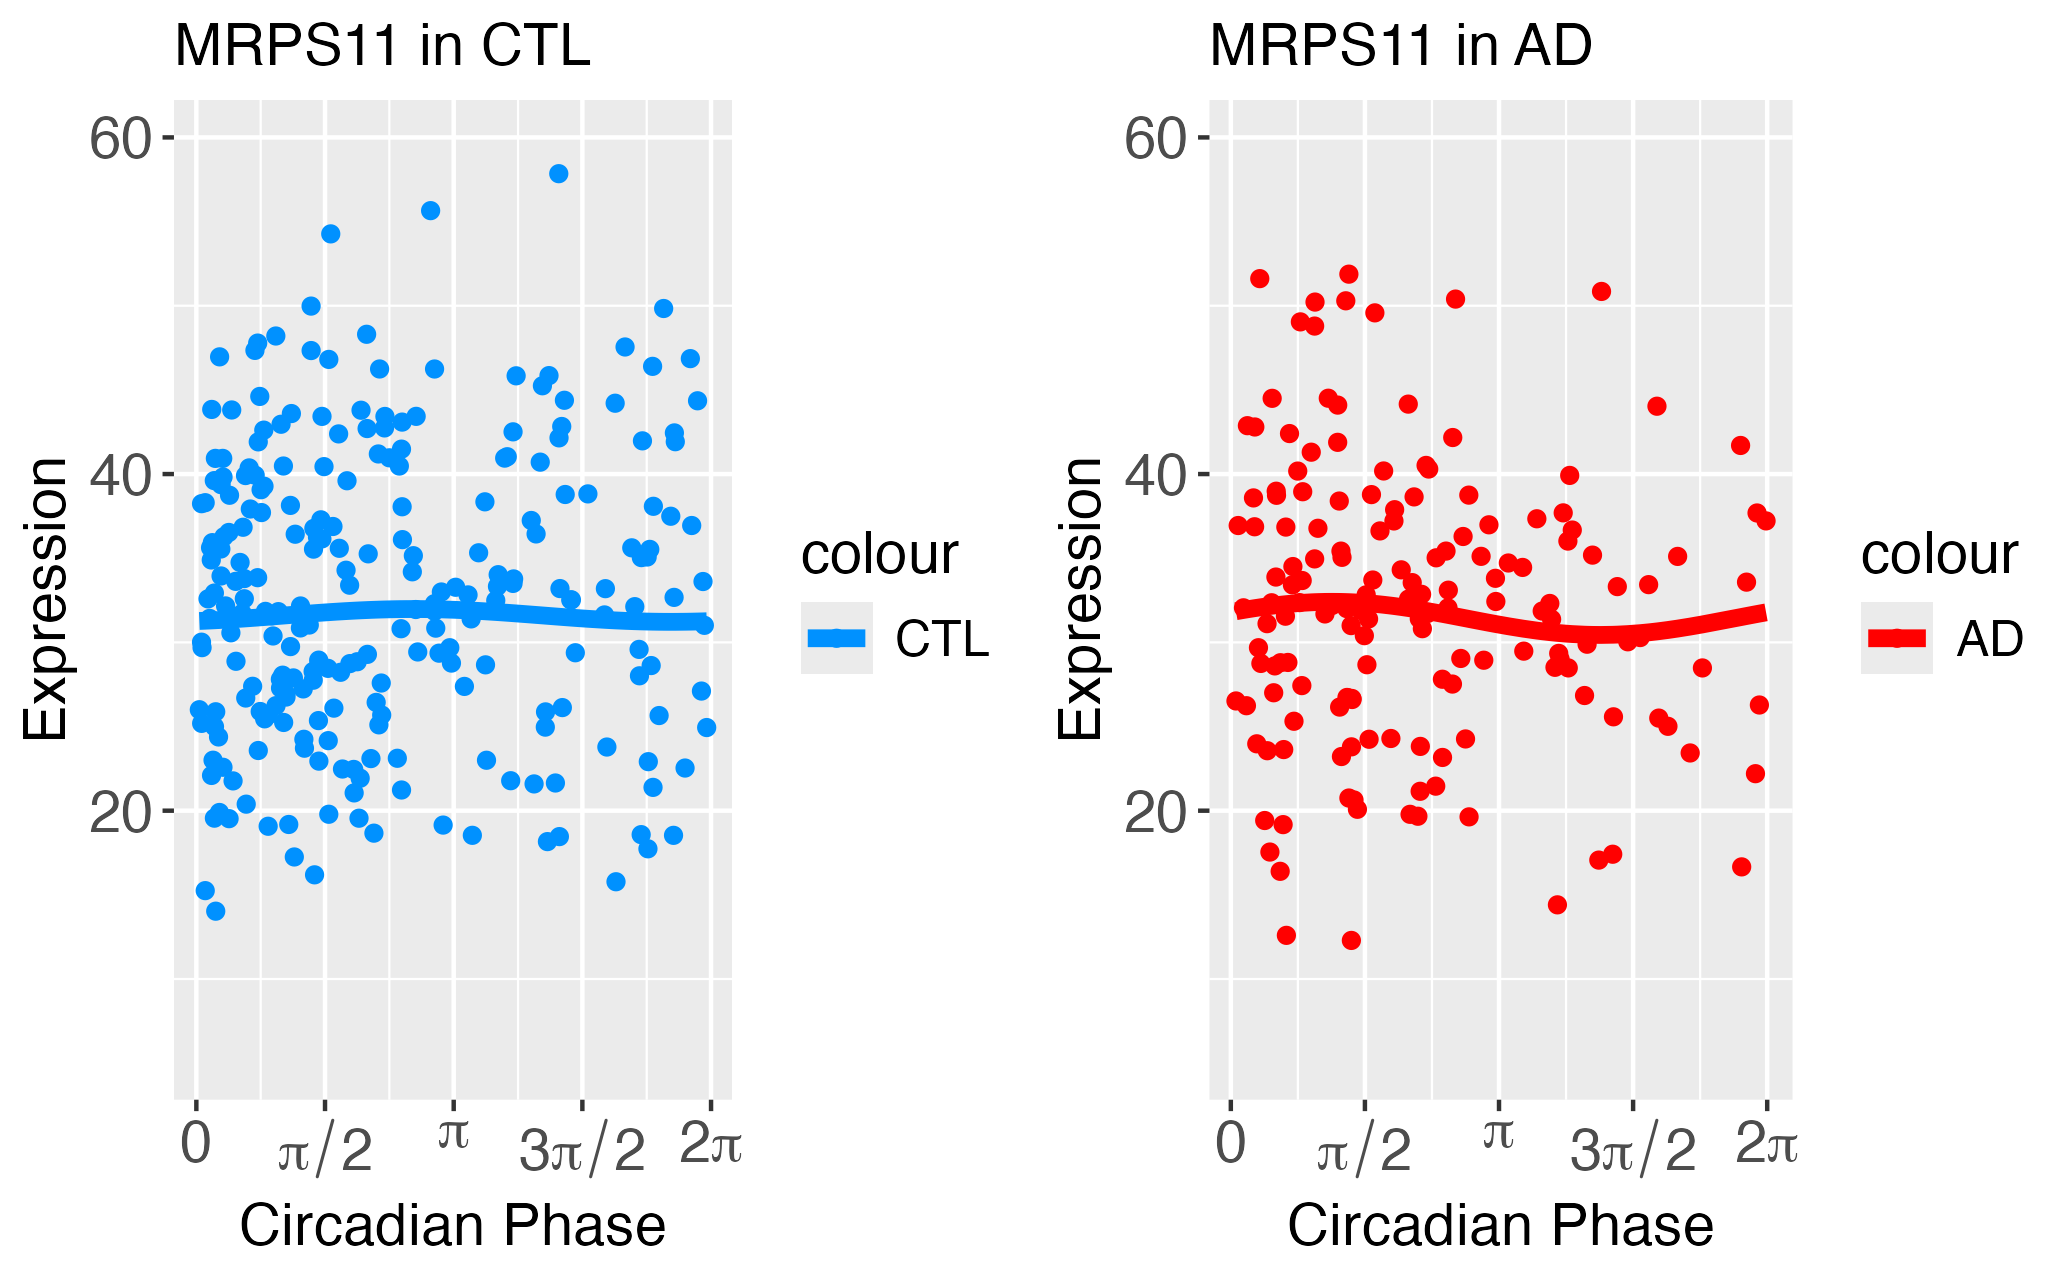 MRPS11 in CTL
60
40
20
Expression
0
π/2
π
3π/2
2π
Circadian Phase
colour
CTL
MRPS11 in AD
60
40
20
Expression
0
π/2
π
3π/2
2π
Circadian Phase
colour
AD